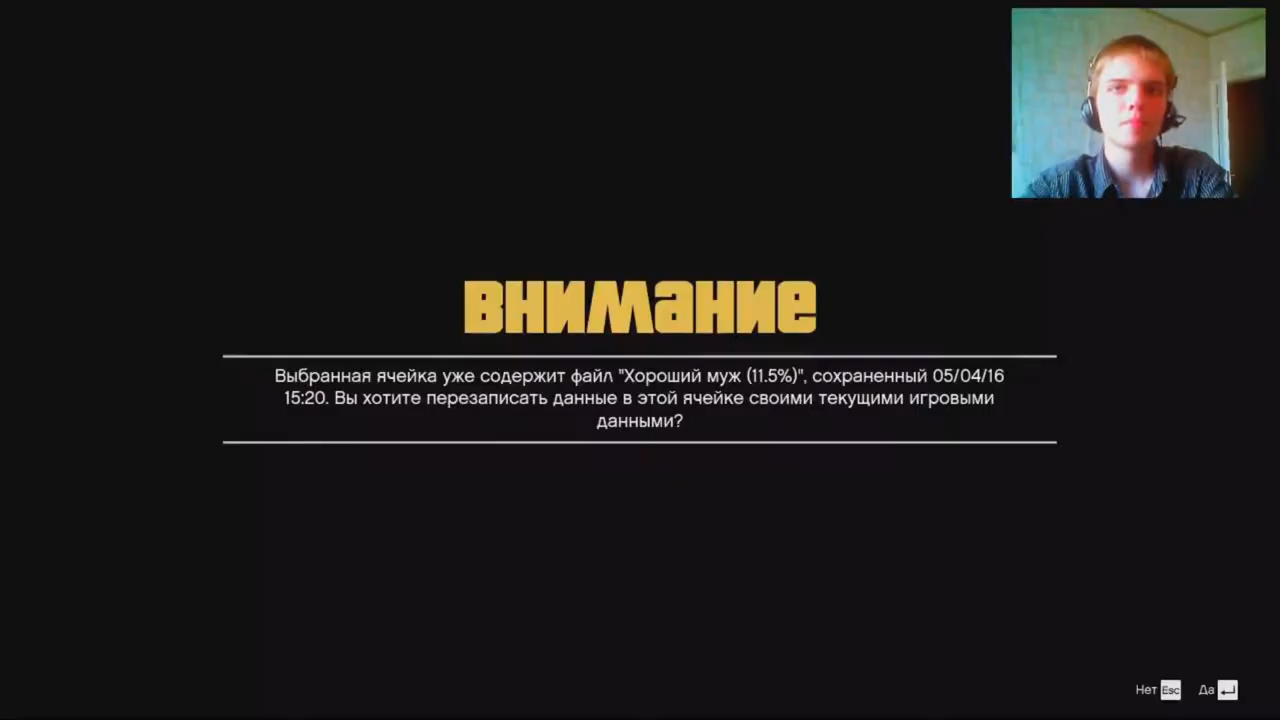 внимание
Выбранная ячейка уже содержит файл "Хороший муж (11.5%)", сохраненный 05/04/16
15:20. Вы хотите перезаписать данные в этой ячейке своими текущими игровыми
данными?
Нет Esc Да